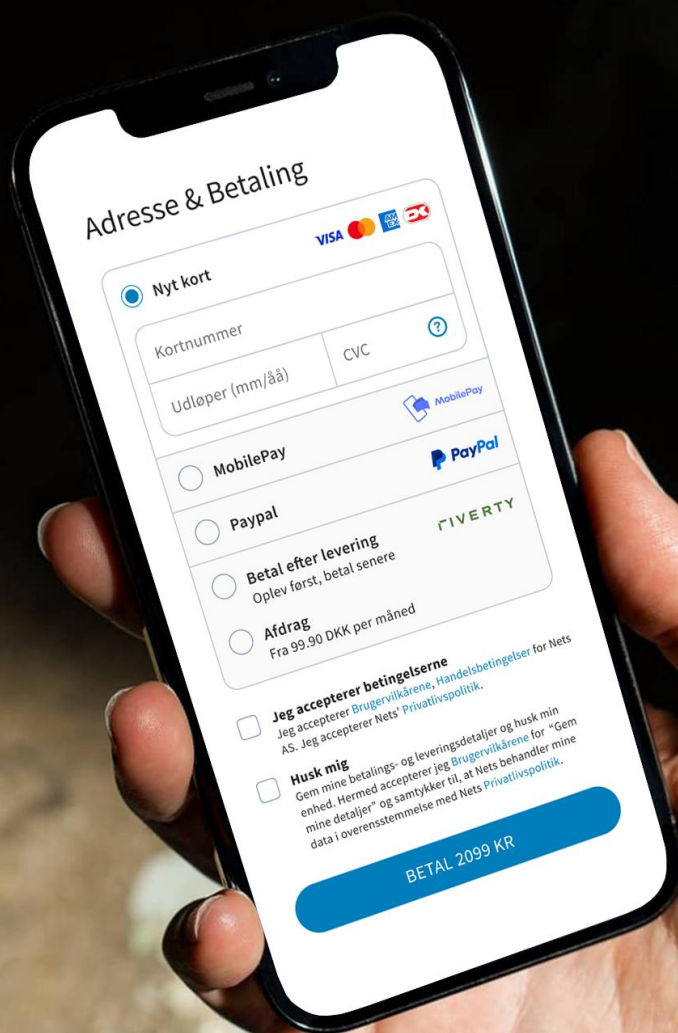 Adresse & Betaling
VISA AM EX DK
Nyt kort
Kortnummer
Udløper (mm/åå) CVC ?
MobilePay MobilePay
Paypal PayPal
Betal efter levering RIVERTY
Oplev først, betal senere
Afdrag
Fra 99.90 DKK per måned
Jeg accepterer betingelserne
Jeg accepterer Brugervilkårene, Handelsbetingelser for Nets
AS. Jeg accepterer Nets' Privatlivspolitik.
Husk mig
Gem mine betalings- og leveringsdetaljer og husk min
enhed. Hermed accepterer jeg Brugervilkårene for “Gem
mine detaljer” og samtykker til, at Nets behandler mine
data i overensstemmelse med Nets Privatlivspolitik.
BETAL 2099 KR